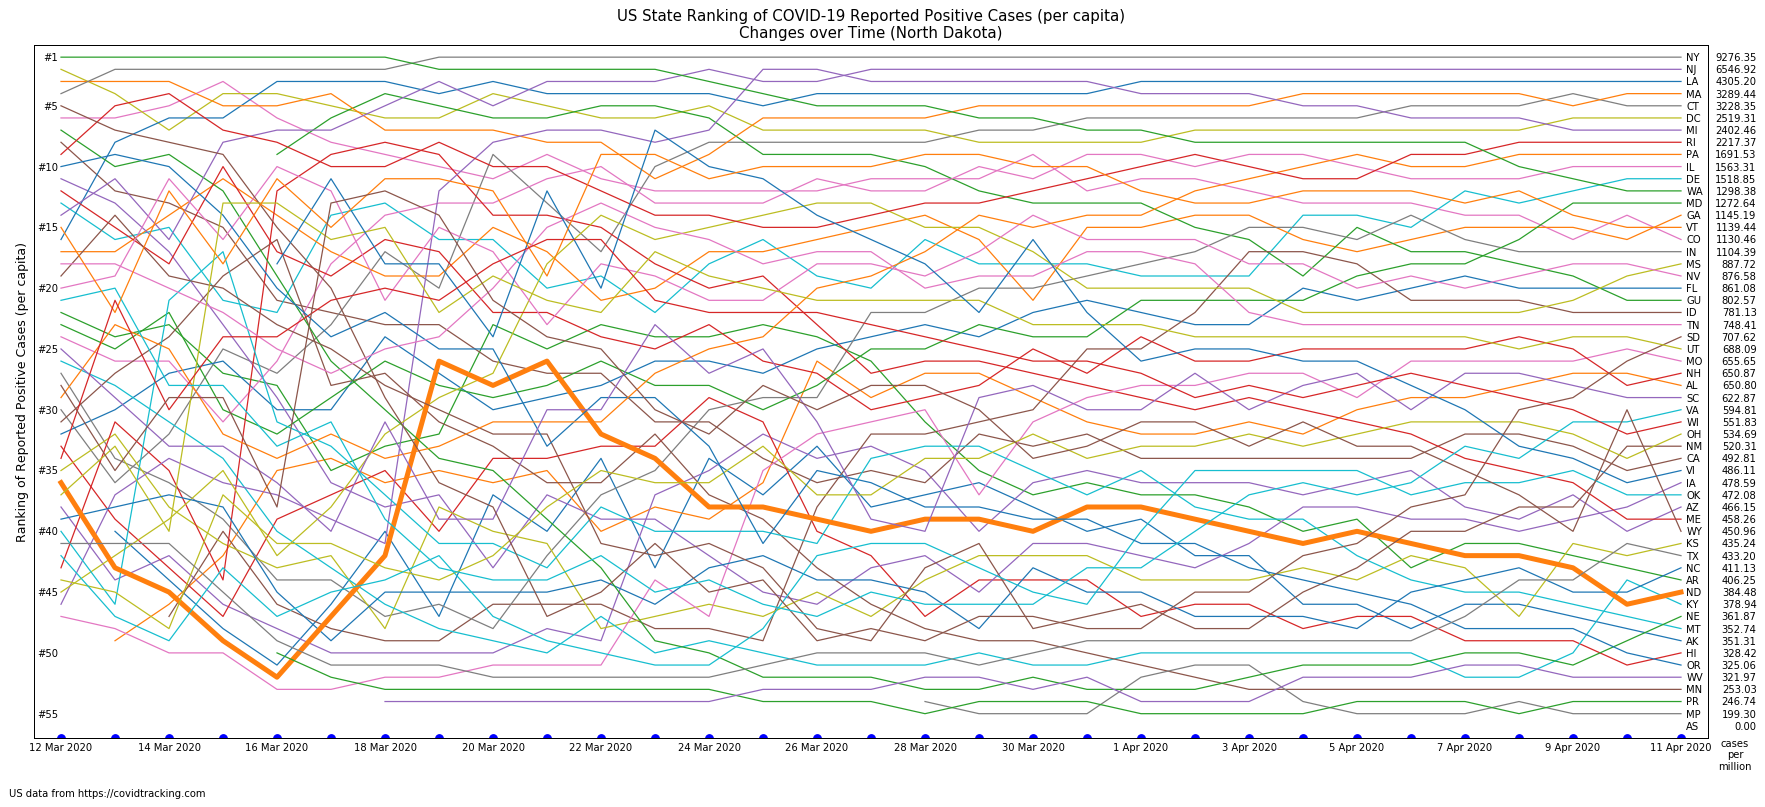 US State Ranking of COVID-19 Reported Positive Cases (per capita)
Changes over Time (North Dakota)
Ranking of Reported Positive Cases (per capita)
#1
#5
#10
#15
#20
#25
#30
#35
#40
#45
#50
#55
NY 9276.35
NJ 6546.92
LA 4305.20
MA 3289.44
CT 3228.35
DC 2519.31
MI 2402.46
RI 2217.37
PA 1691.53
IL 1563.31
DE 1518.85
WA 1298.38
MD 1272.64
GA 1145.19
VT 1139.44
CO 1130.46
IN 1104.39
MS 887.72
NV 876.58
FL 861.08
GU 802.57
ID 781.13
TN 748.41
SD 707.62
UT 688.09
MO 655.65
NH 650.87
AL 650.80
SC 622.87
VA 594.81
WI 551.83
OH 534.69
NM 520.31
CA 492.81
VI 486.11
IA 478.59
OK 472.08
AZ 466.15
ME 458.26
WY 450.96
KS 435.24
TX 433.20
NC 411.13
AR 406.25
ND 384.48
KY 378.94
NE 361.87
MT 352.74
AK 351.31
HI 328.42
OR 325.06
WV 321.97
MN 253.03
PR 246.74
MP 199.30
AS 0.00
12 Mar 2020 14 Mar 2020 16 Mar 2020 18 Mar 2020 20 Mar 2020 22 Mar 2020 24 Mar 2020 26 Mar 2020 28 Mar 2020 30 Mar 2020 1 Apr 2020 3 Apr 2020 5 Apr 2020 7 Apr 2020 9 Apr 2020 11 Apr 2020
cases
per
million
US data from https://covidtracking.com